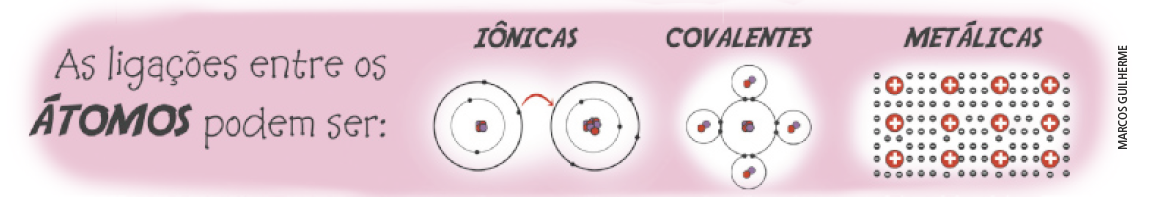 As ligações entre os
ÁTOMOS podem ser:
IÔNICAS
COVALENTES
METÁLICAS
MARCOS GUILHERME